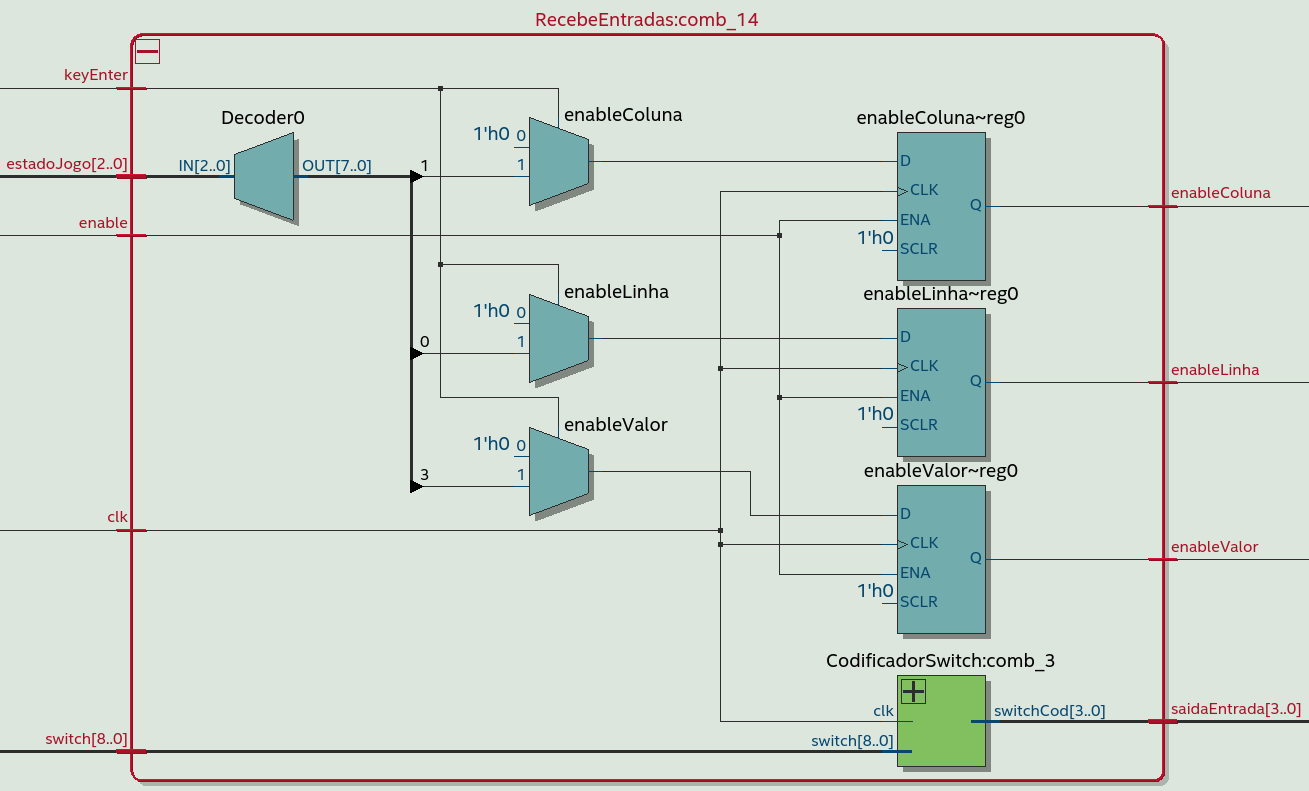 RecebeEntradas:comb_14
keyEnter
Decoder0
estadoJogo[2..0]
IN[2..0]
OUT[7..0]
1
enable
enableColuna
1'h0 0
1
enableLinha
1'h0 0
0
1
enableValor
1'h0 0
3
1
clk
switch[8..0]
enableColuna~reg0
D
CLK
ENA
1'h0
SCLR
Q
enableColuna
enableLinha~reg0
D
CLK
ENA
1'h0
SCLR
Q
enableLinha
enableValor~reg0
D
CLK
ENA
1'h0
SCLR
Q
enableValor
CodificadorSwitch:comb_3
clk
switch[8..0]
switchCod[3..0]
saidaEntrada[3..0]